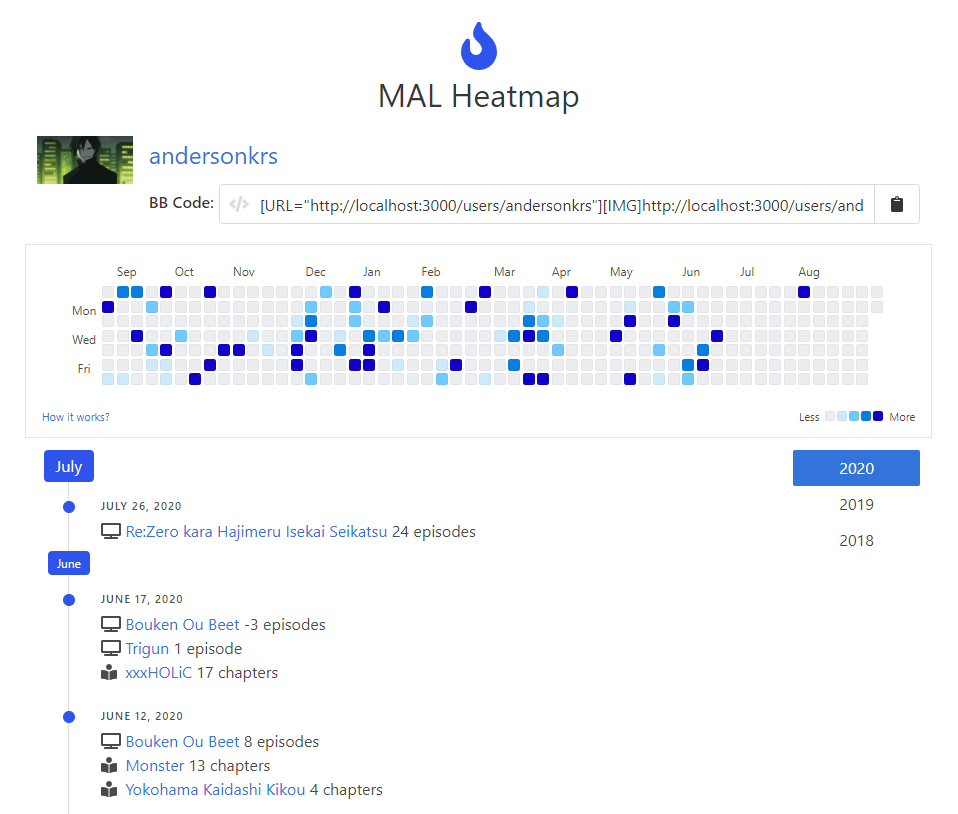 MAL Heatmap
andersonkrs
BB Code: [URL="http://localhost:3000/users/andersonkrs"][IMG]http://localhost:3000/users/and
Sep Oct Nov Dec Jan Feb Mar Apr May Jun Jul Aug
Mon
Wed
Fri
How it works? Less More
July
2020
2019
2018
JULY 26, 2020
Re:Zero kara Hajimeru Isekai Seikatsu 24 episodes
June
JUNE 17, 2020
Bouken Ou Beet -3 episodes
Trigun 1 episode
xxxHOLiC 17 chapters
JUNE 12, 2020
Bouken Ou Beet 8 episodes
Monster 13 chapters
Yokohama Kaidashi Kikou 4 chapters